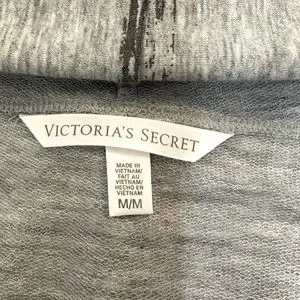 VICTORIA'S SECRET
MADE IN
VIETNAM/
FAIT AU
VIETNAM/
HECHO EN
VIETNAM
M/M